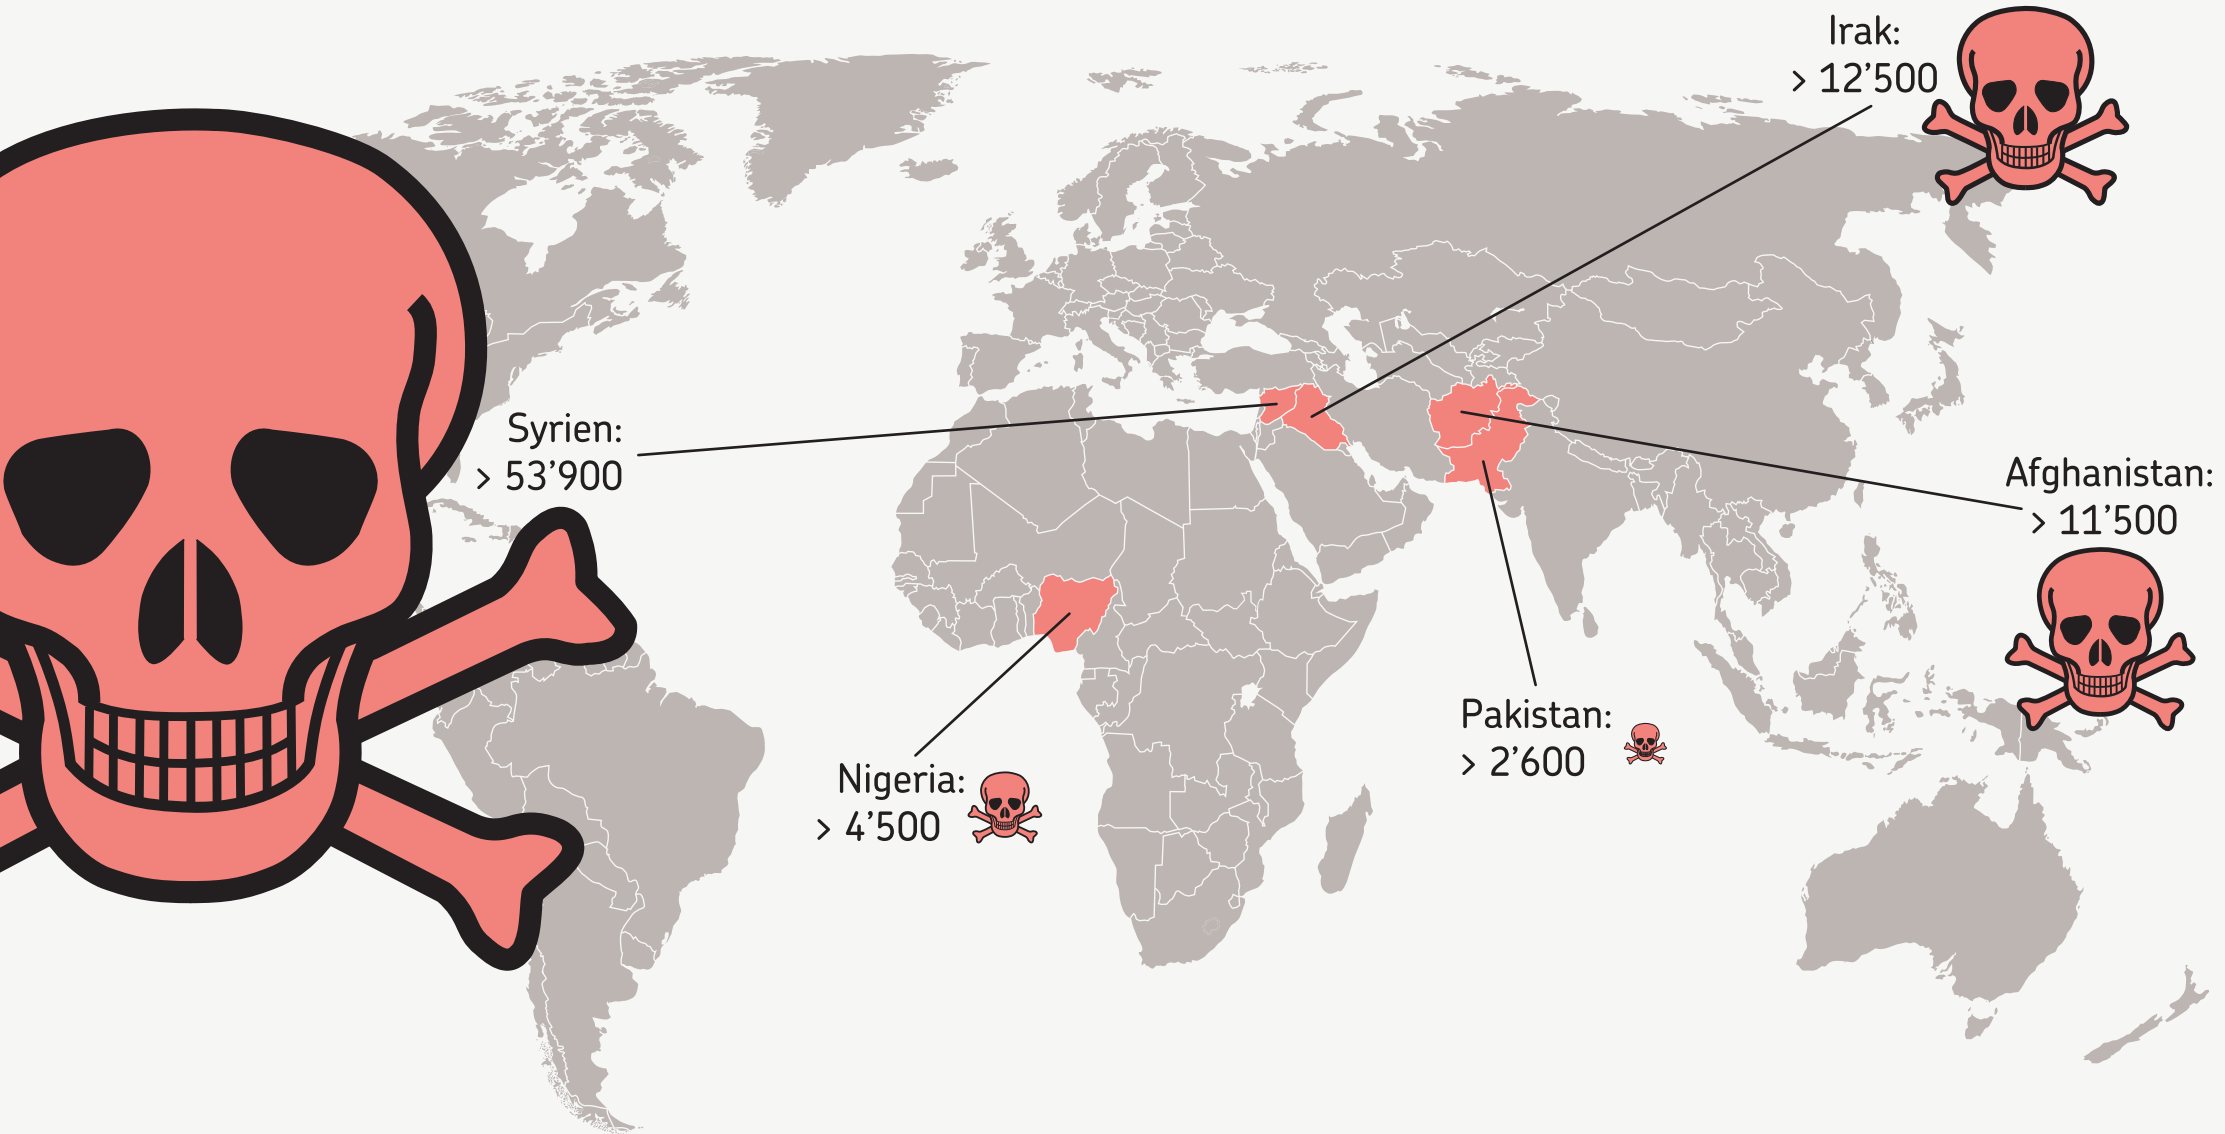 Irak:
> 12’500
Syrien:
> 53’900
Afghanistan:
> 11’500
Pakistan:
> 2’600
Nigeria:
> 4’500